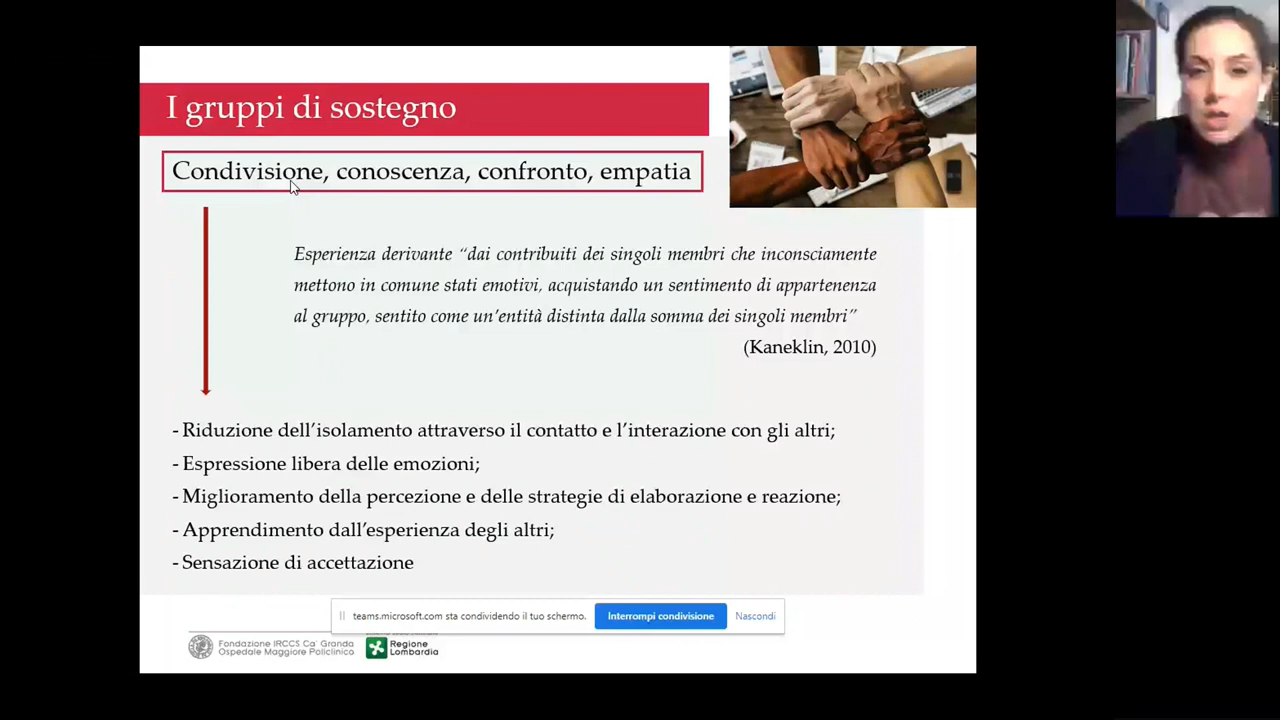 I gruppi di sostegno
Condivisione, conoscenza, confronto, empatia
Esperienza derivante “dai contribuiti dei singoli membri che inconsciamente
mettono in comune stati emotivi, acquistando un sentimento di appartenenza
al gruppo, sentito come un’entità distinta dalla somma dei singoli membri”
(Kaneklin, 2010)
- Riduzione dell’isolamento attraverso il contatto e l’interazione con gli altri;
- Espressione libera delle emozioni;
- Miglioramento della percezione e delle strategie di elaborazione e reazione;
- Apprendimento dall’esperienza degli altri;
- Sensazione di accettazione
teams.microsoft.com sta condividendo il tuo schermo. Interrompi condivisione Nascondi
Fondazione IRCCS Ca' Granda
Ospedale Maggiore Policlinico
Regione
Lombardia